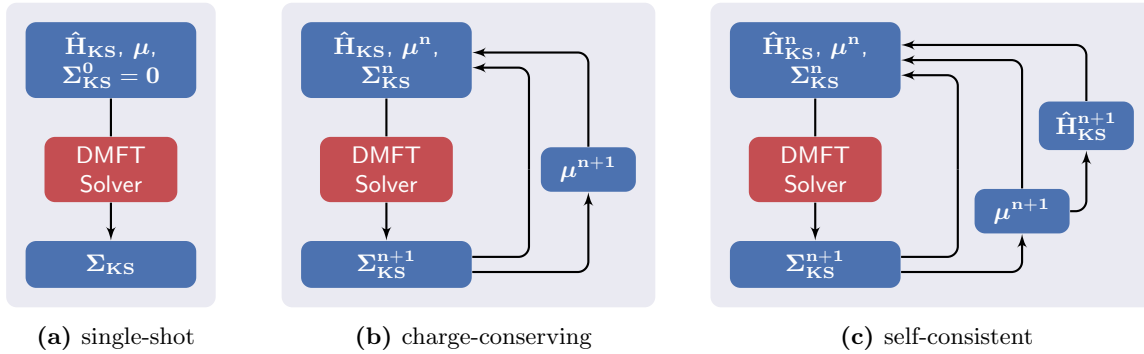 Ĥ_KS, μ,
Σ⁰_KS = 0
DMFT
Solver
Σ_KS
(a) single-shot
Ĥ_KS, μⁿ,
Σⁿ_KS
DMFT
Solver
Σⁿ⁺¹_KS
μⁿ⁺¹
(b) charge-conserving
Ĥⁿ_KS, μⁿ,
Σⁿ_KS
DMFT
Solver
Σⁿ⁺¹_KS
μⁿ⁺¹
Ĥⁿ⁺¹_KS
(c) self-consistent